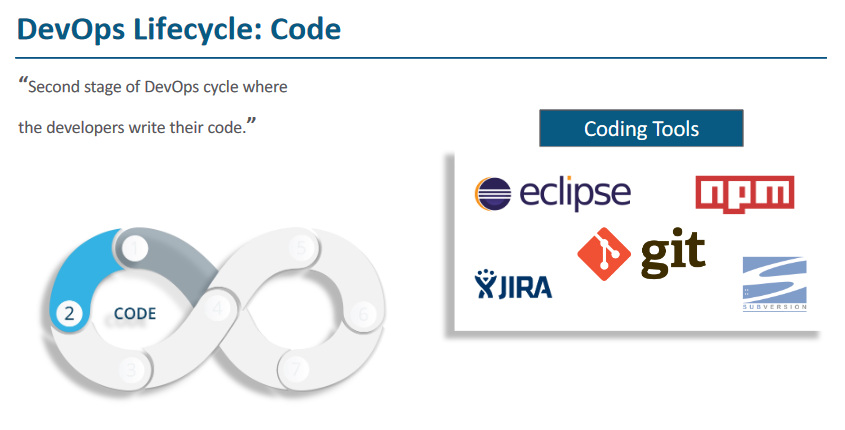 DevOps Lifecycle: Code
“Second stage of DevOps cycle where
the developers write their code.”
Coding Tools
eclipse
npm
git
JIRA
SUBVERSION
1
2
CODE
3
4
5
6
7